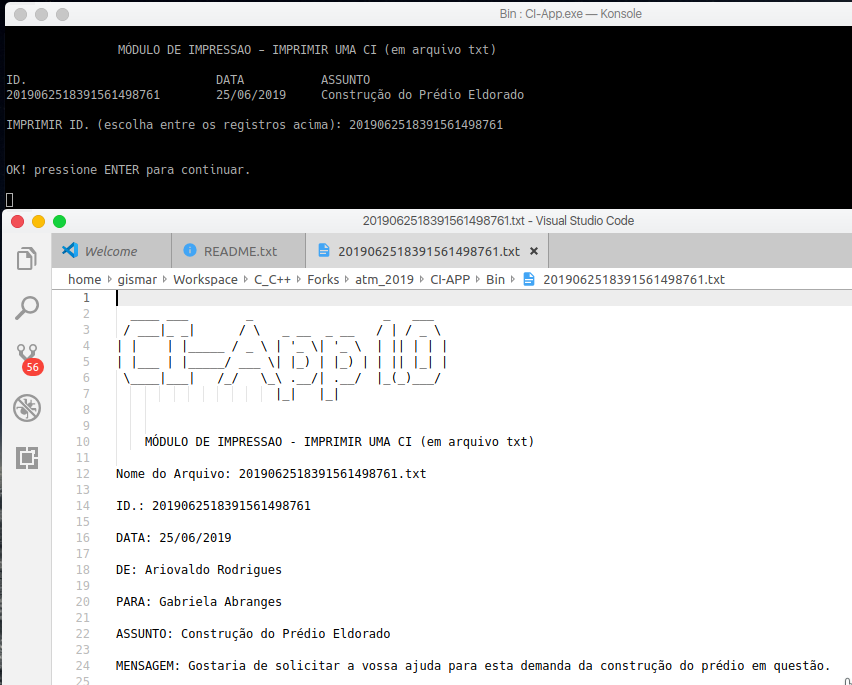 Bin : CI-App.exe — Konsole
MÓDULO DE IMPRESSAO - IMPRIMIR UMA CI (em arquivo txt)
ID. DATA ASSUNTO
2019062518391561498761 25/06/2019 Construção do Prédio Eldorado
IMPRIMIR ID. (escolha entre os registros acima): 2019062518391561498761
OK! pressione ENTER para continuar.
2019062518391561498761.txt - Visual Studio Code
Welcome README.txt 2019062518391561498761.txt ×
home gismar Workspace C_C++ Forks atm_2019 CI-APP Bin 2019062518391561498761.txt
1
2
3
4
5
6
7
CI-App 1.0
8
9
10 MÓDULO DE IMPRESSAO - IMPRIMIR UMA CI (em arquivo txt)
11
12 Nome do Arquivo: 2019062518391561498761.txt
13
14 ID.: 2019062518391561498761
15
16 DATA: 25/06/2019
17
18 DE: Ariovaldo Rodrigues
19
20 PARA: Gabriela Abranges
21
22 ASSUNTO: Construção do Prédio Eldorado
23
24 MENSAGEM: Gostaria de solicitar a vossa ajuda para esta demanda da construção do prédio em questão.
25
56